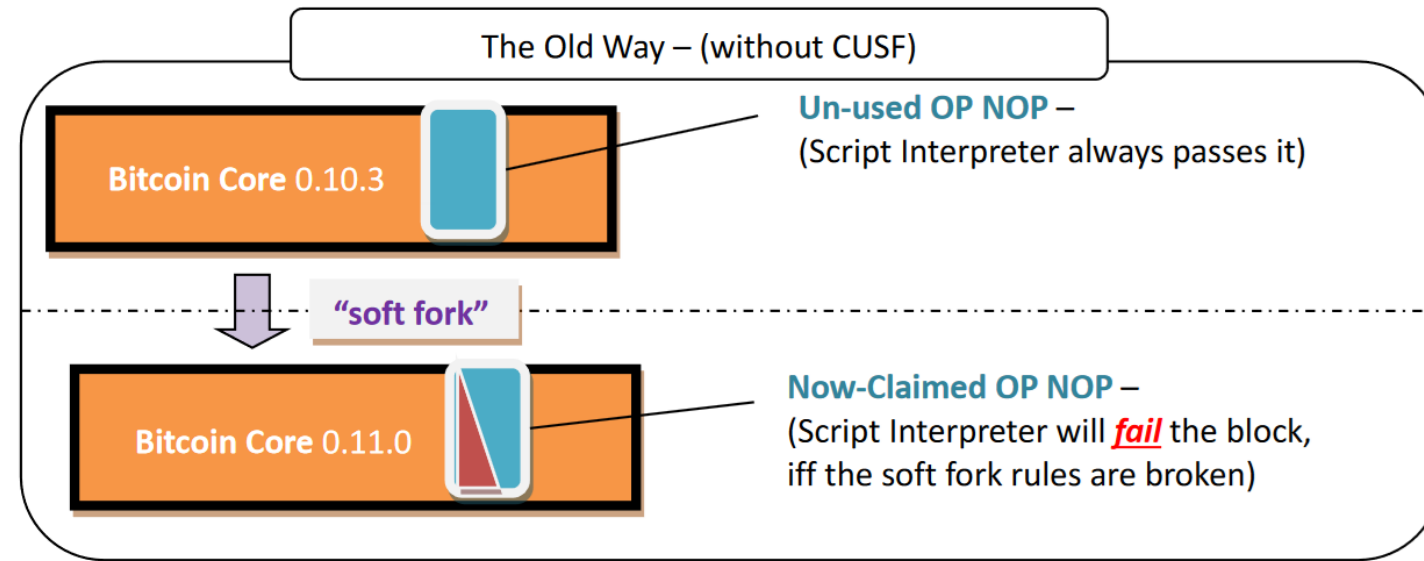 The Old Way – (without CUSF)
Bitcoin Core 0.10.3
Un-used OP NOP –
(Script Interpreter always passes it)
“soft fork”
Bitcoin Core 0.11.0
Now-Claimed OP NOP –
(Script Interpreter will fail the block,
iff the soft fork rules are broken)